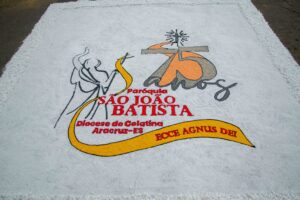 75
anos
Paróquia
SÃO JOÃO
BATISTA
Diocese de Colatina
Aracruz-ES
ECCE AGNUS DEI